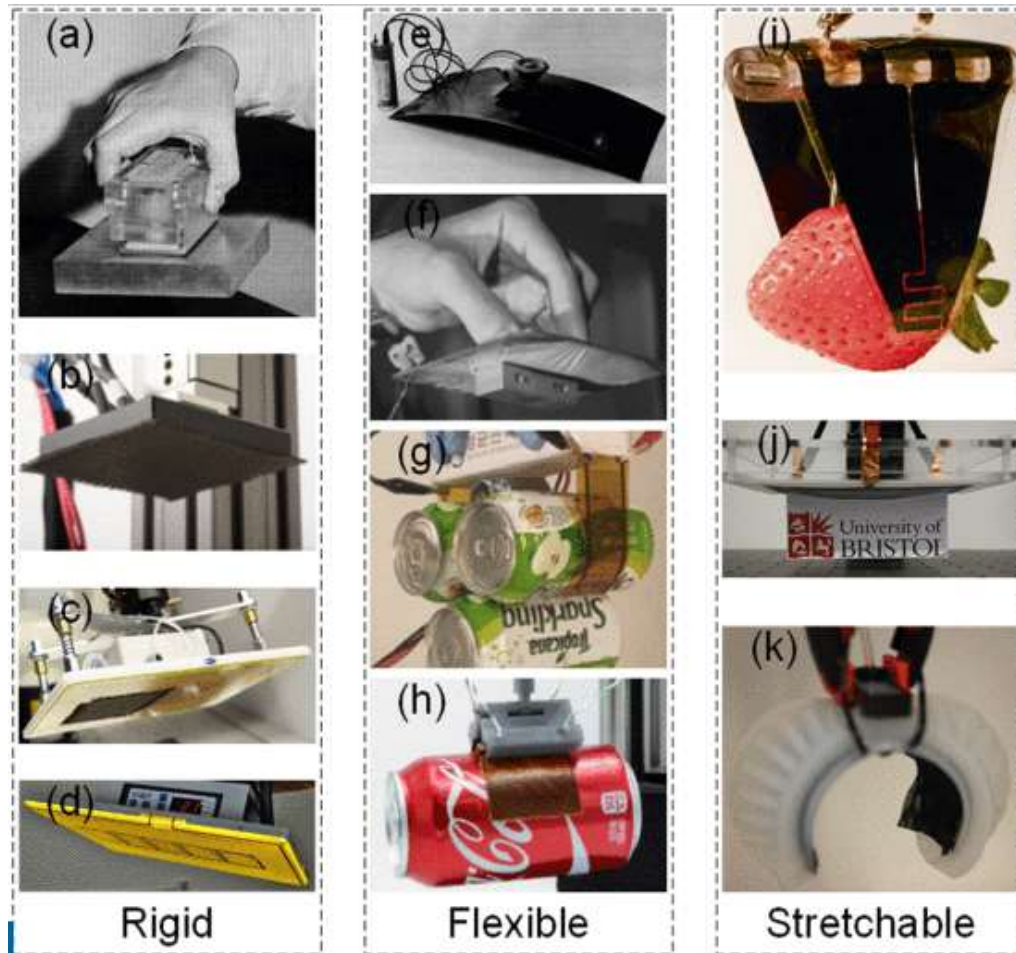 (a)
(b)
(c)
(d)
Rigid
(e)
(f)
(g)
Tropicana
Sparkling
(h)
Flexible
(i)
(j)
University of
BRISTOL
(k)
Stretchable